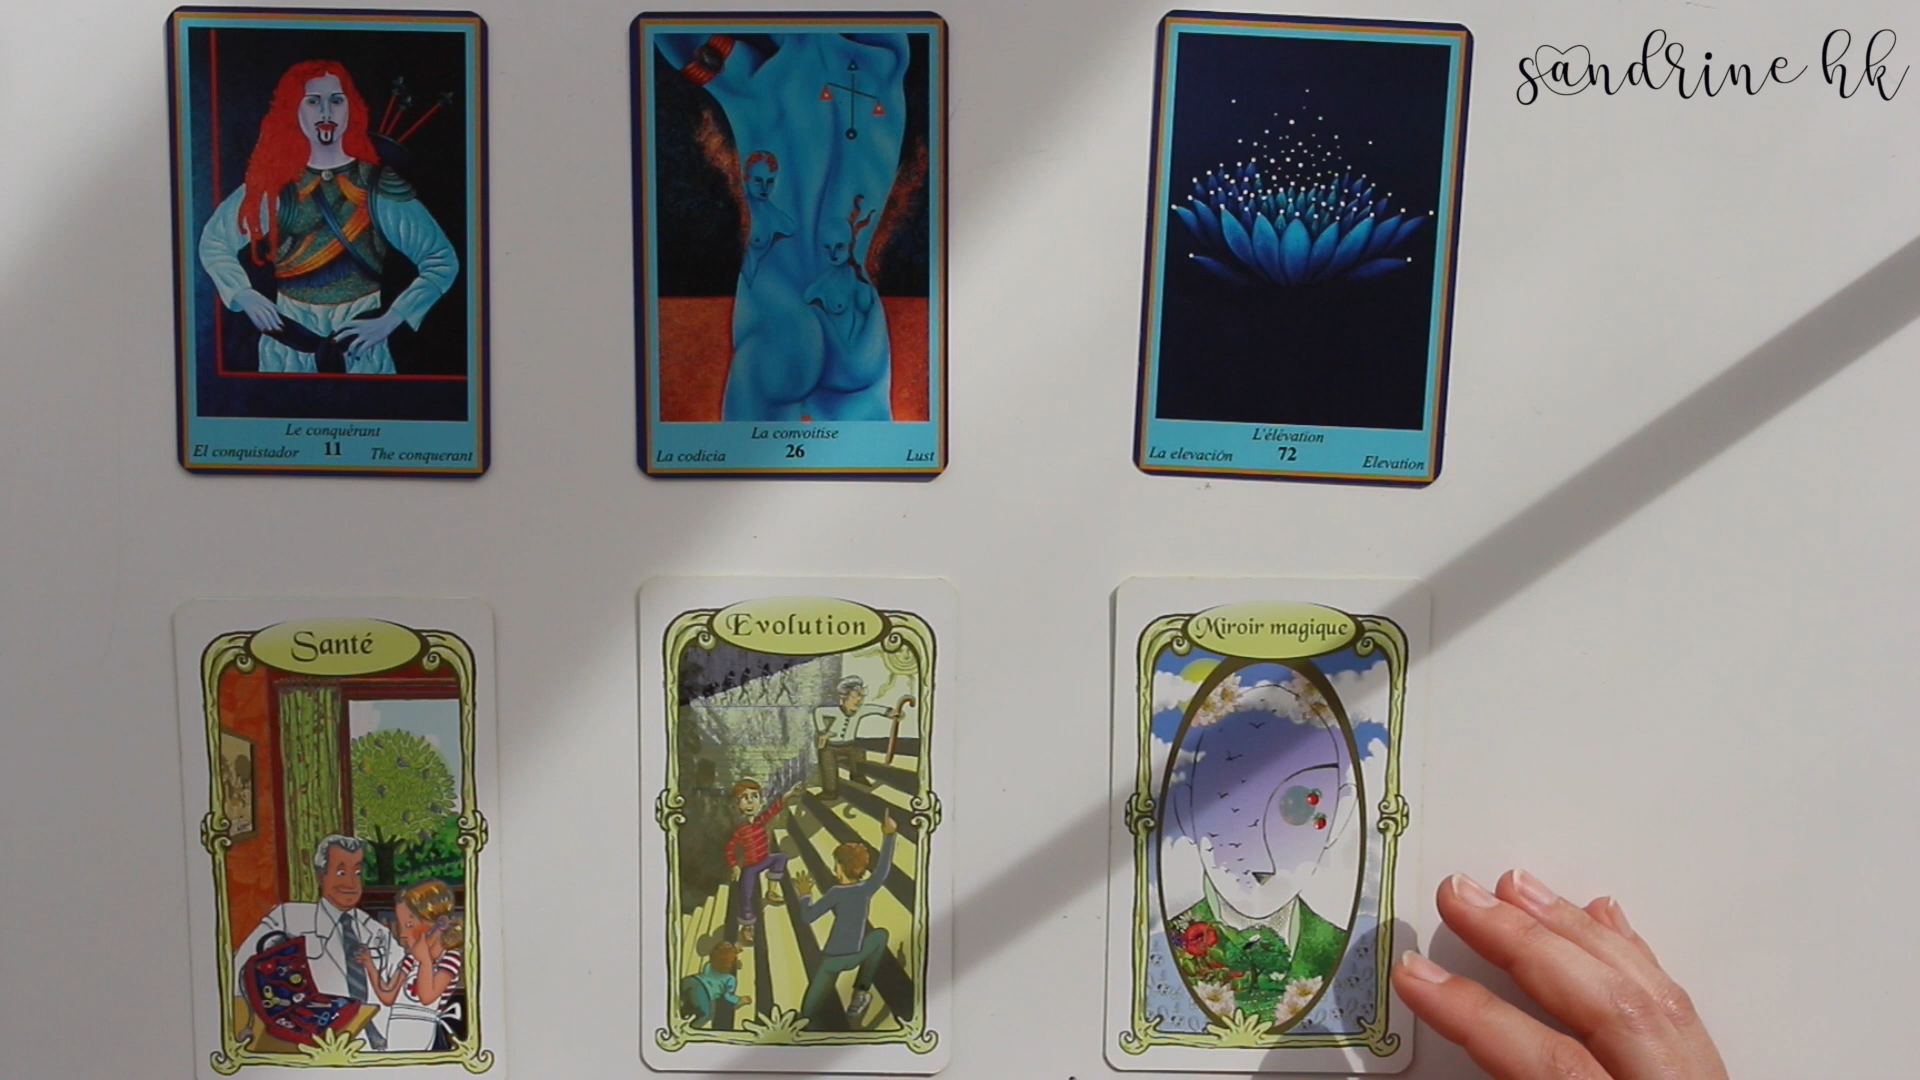 sandrine hk
Le conquérant
El conquistador 11 The conquerant
La convoitise
La codicia 26 Lust
L'élévation
La elevación 72 Elevation
Santé
Evolution
Miroir magique